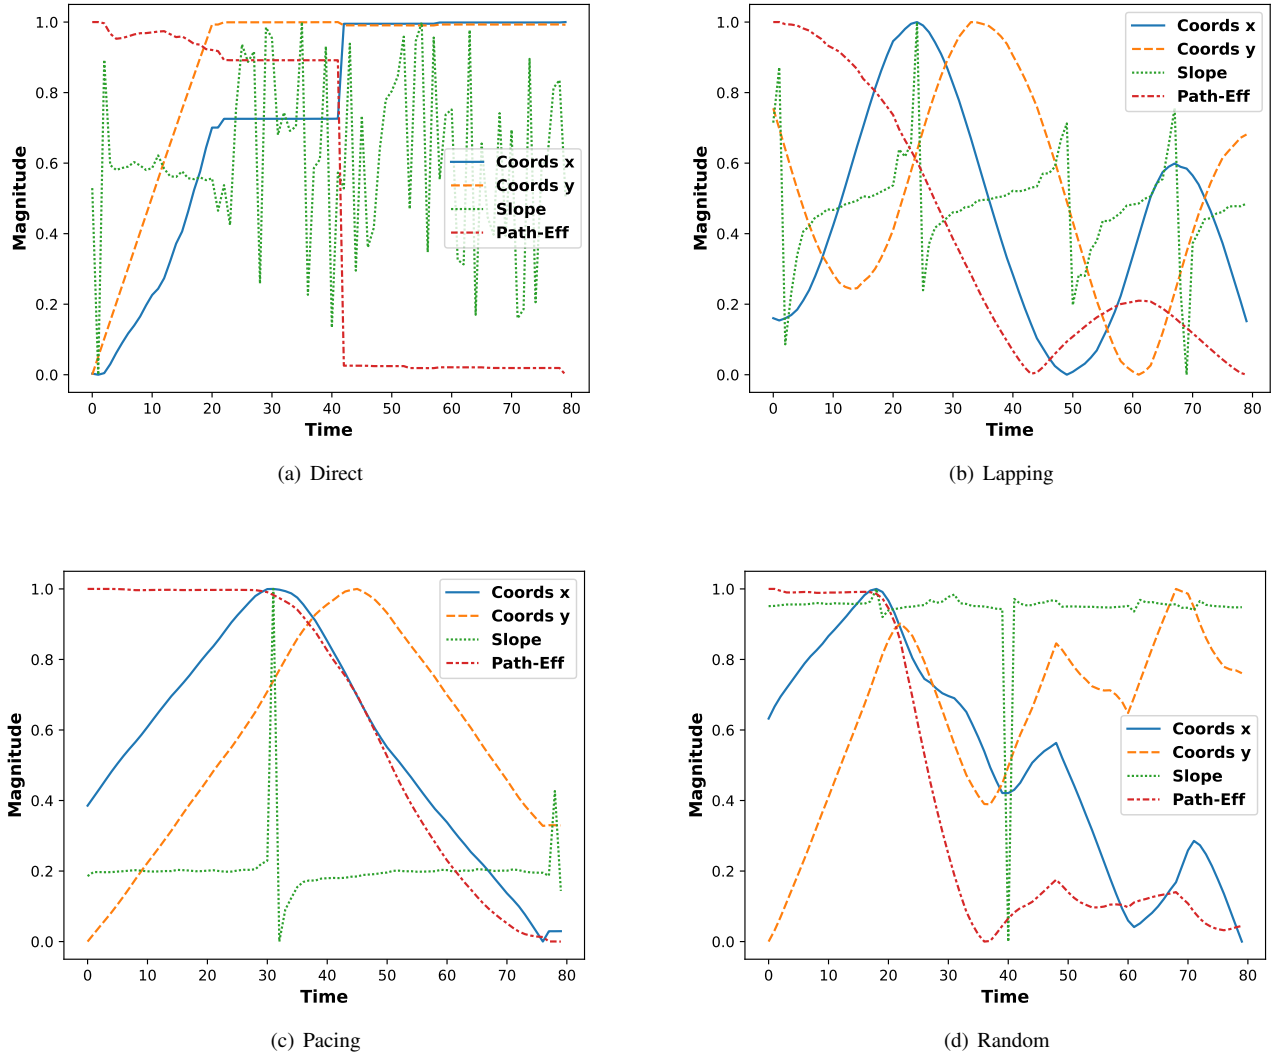 1.0
0.8
0.6
0.4
0.2
0.0
Magnitude
0 10 20 30 40 50 60 70 80
Time
Coords x
Coords y
Slope
Path-Eff
(a) Direct
1.0
0.8
0.6
0.4
0.2
0.0
Magnitude
0 10 20 30 40 50 60 70 80
Time
Coords x
Coords y
Slope
Path-Eff
(b) Lapping
1.0
0.8
0.6
0.4
0.2
0.0
Magnitude
0 10 20 30 40 50 60 70 80
Time
Coords x
Coords y
Slope
Path-Eff
(c) Pacing
1.0
0.8
0.6
0.4
0.2
0.0
Magnitude
0 10 20 30 40 50 60 70 80
Time
Coords x
Coords y
Slope
Path-Eff
(d) Random